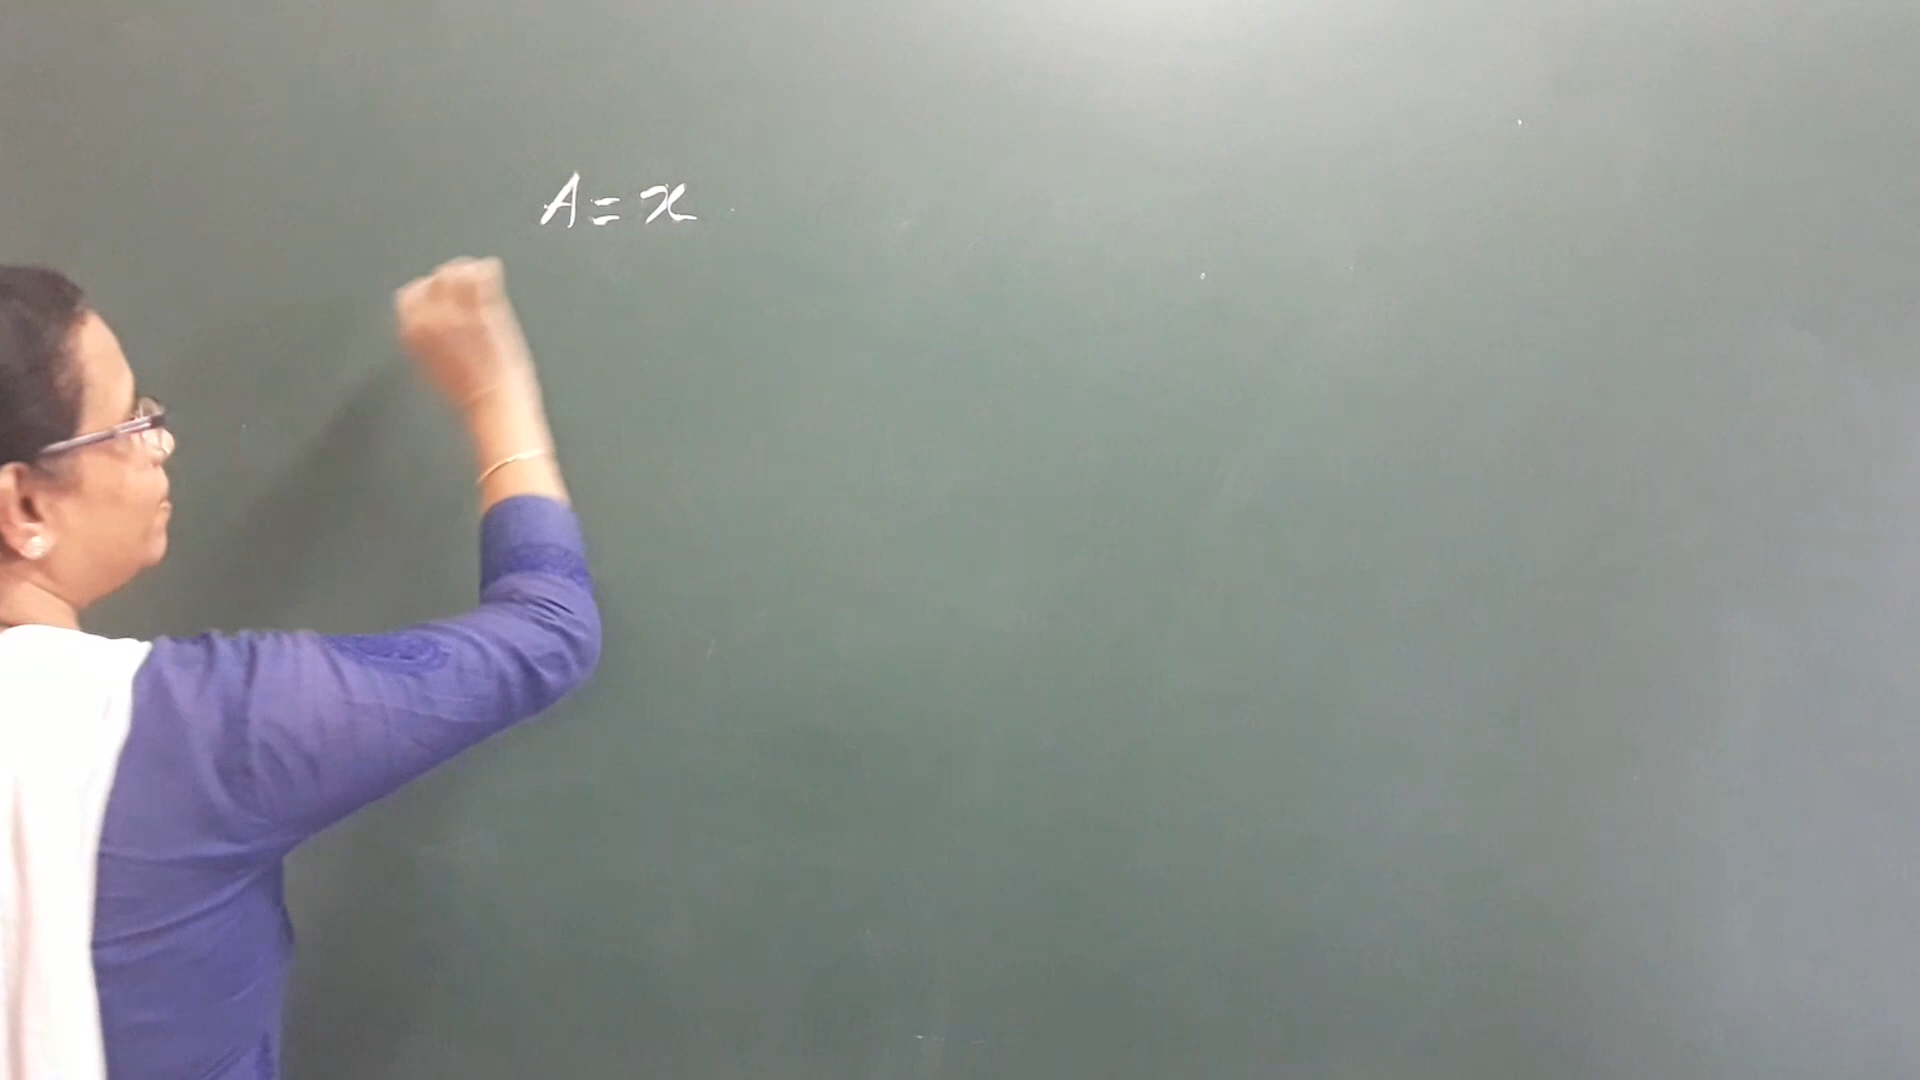 A = x